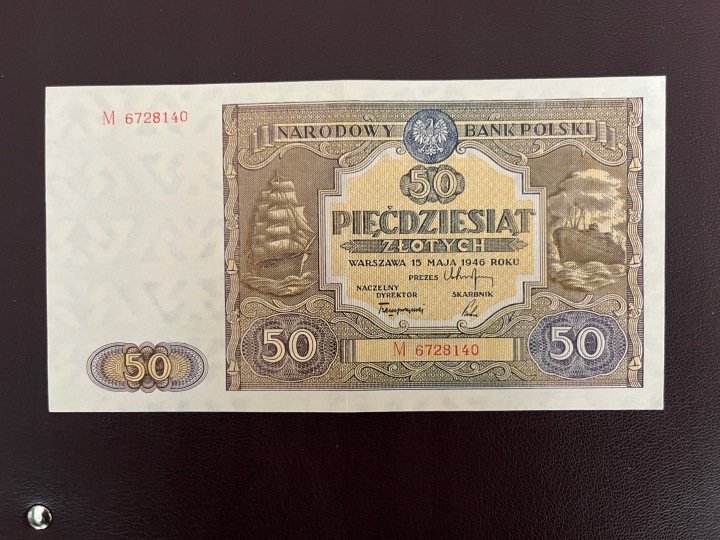 M 6728140
NARODOWY BANK POLSKI
50
PIĘĆDZIESIĄT
ZŁOTYCH
WARSZAWA 15 MAJA 1946 ROKU
PREZES
NACZELNY
DYREKTOR
SKARBNIK
50
M 6728140
50
50